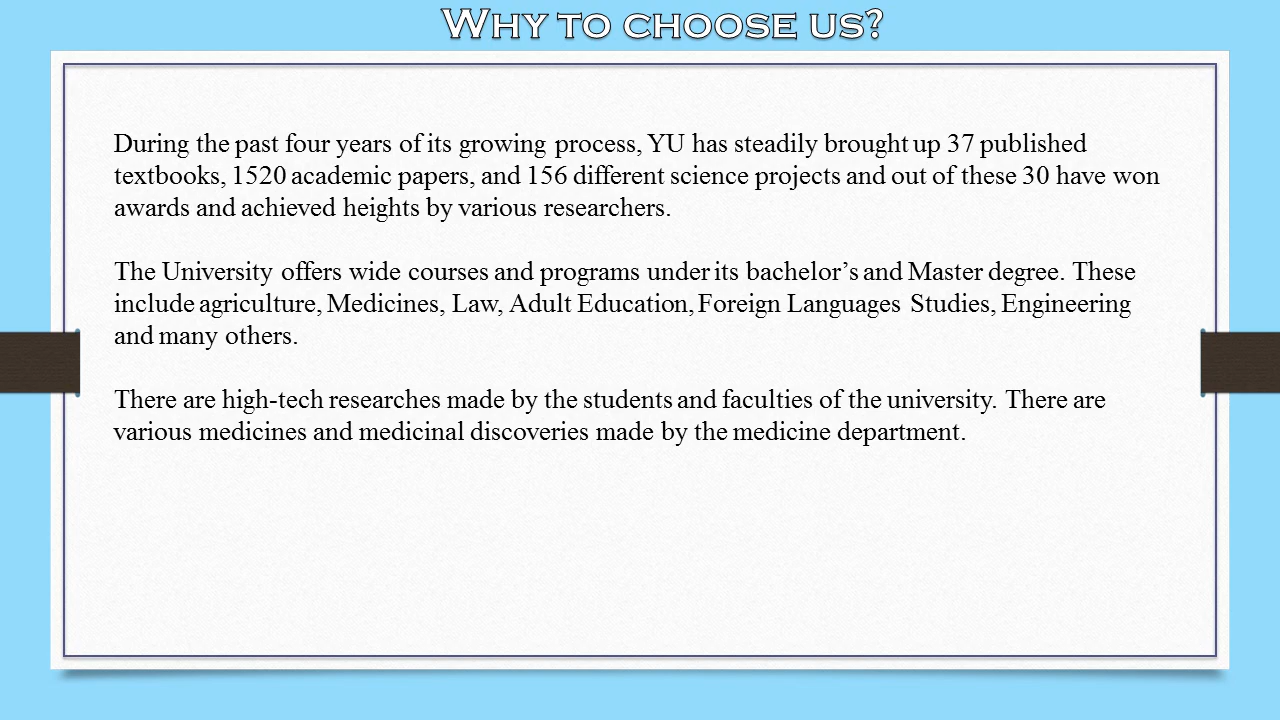 WHY TO CHOOSE US?
During the past four years of its growing process, YU has steadily brought up 37 published
textbooks, 1520 academic papers, and 156 different science projects and out of these 30 have won
awards and achieved heights by various researchers.
The University offers wide courses and programs under its bachelor’s and Master degree. These
include agriculture, Medicines, Law, Adult Education, Foreign Languages Studies, Engineering
and many others.
There are high-tech researches made by the students and faculties of the university. There are
various medicines and medicinal discoveries made by the medicine department.